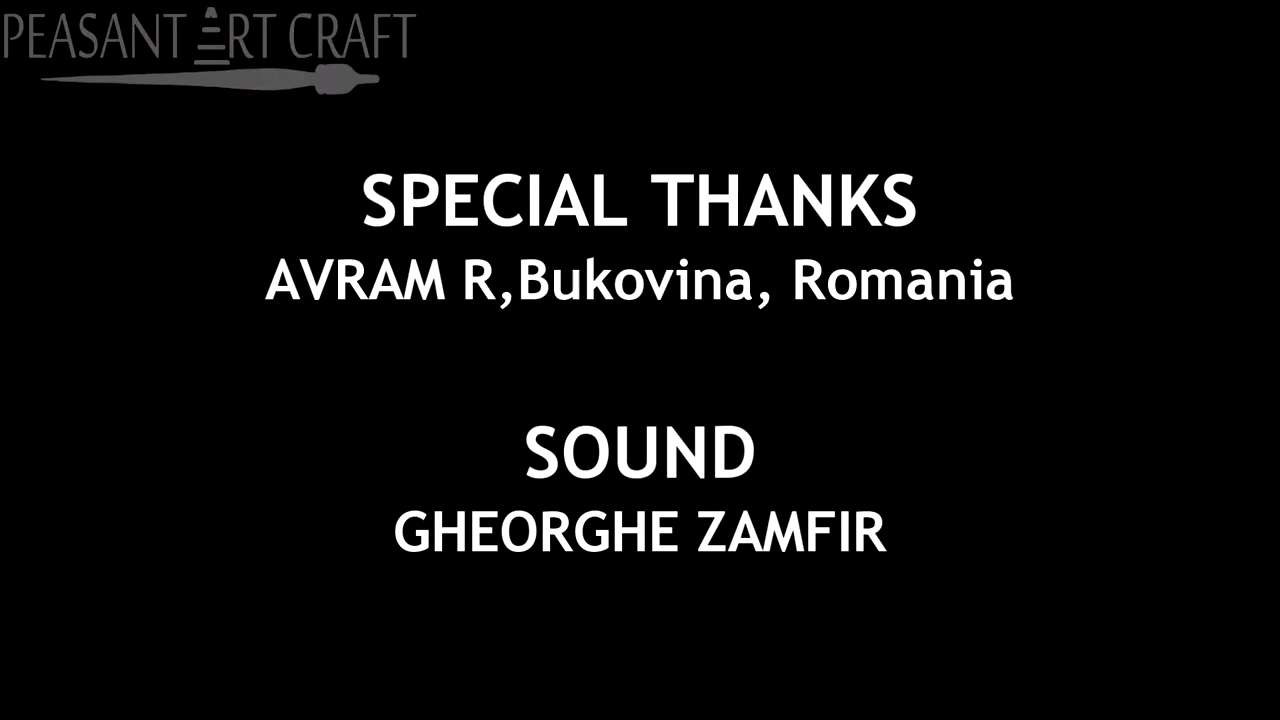 PEASANT ART CRAFT
SPECIAL THANKS
AVRAM R,Bukovina, Romania
SOUND
GHEORGHE ZAMFIR